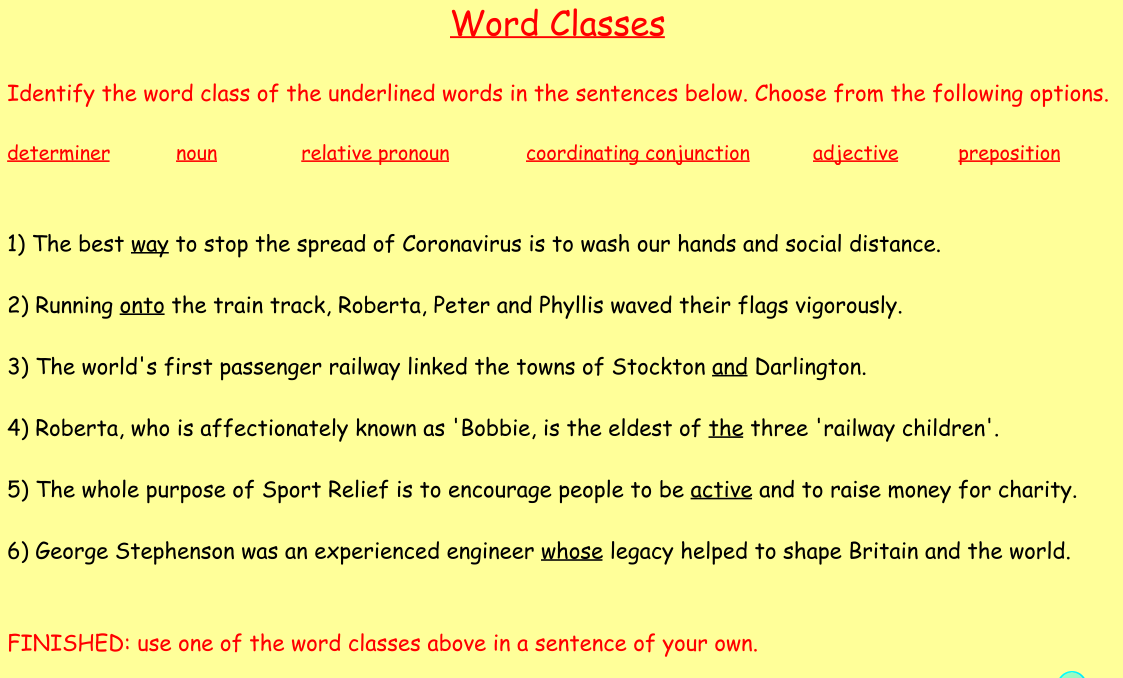 Word Classes
Identify the word class of the underlined words in the sentences below. Choose from the following options.
determiner noun relative pronoun coordinating conjunction adjective preposition
1) The best way to stop the spread of Coronavirus is to wash our hands and social distance.
2) Running onto the train track, Roberta, Peter and Phyllis waved their flags vigorously.
3) The world's first passenger railway linked the towns of Stockton and Darlington.
4) Roberta, who is affectionately known as 'Bobbie, is the eldest of the three 'railway children'.
5) The whole purpose of Sport Relief is to encourage people to be active and to raise money for charity.
6) George Stephenson was an experienced engineer whose legacy helped to shape Britain and the world.
FINISHED: use one of the word classes above in a sentence of your own.